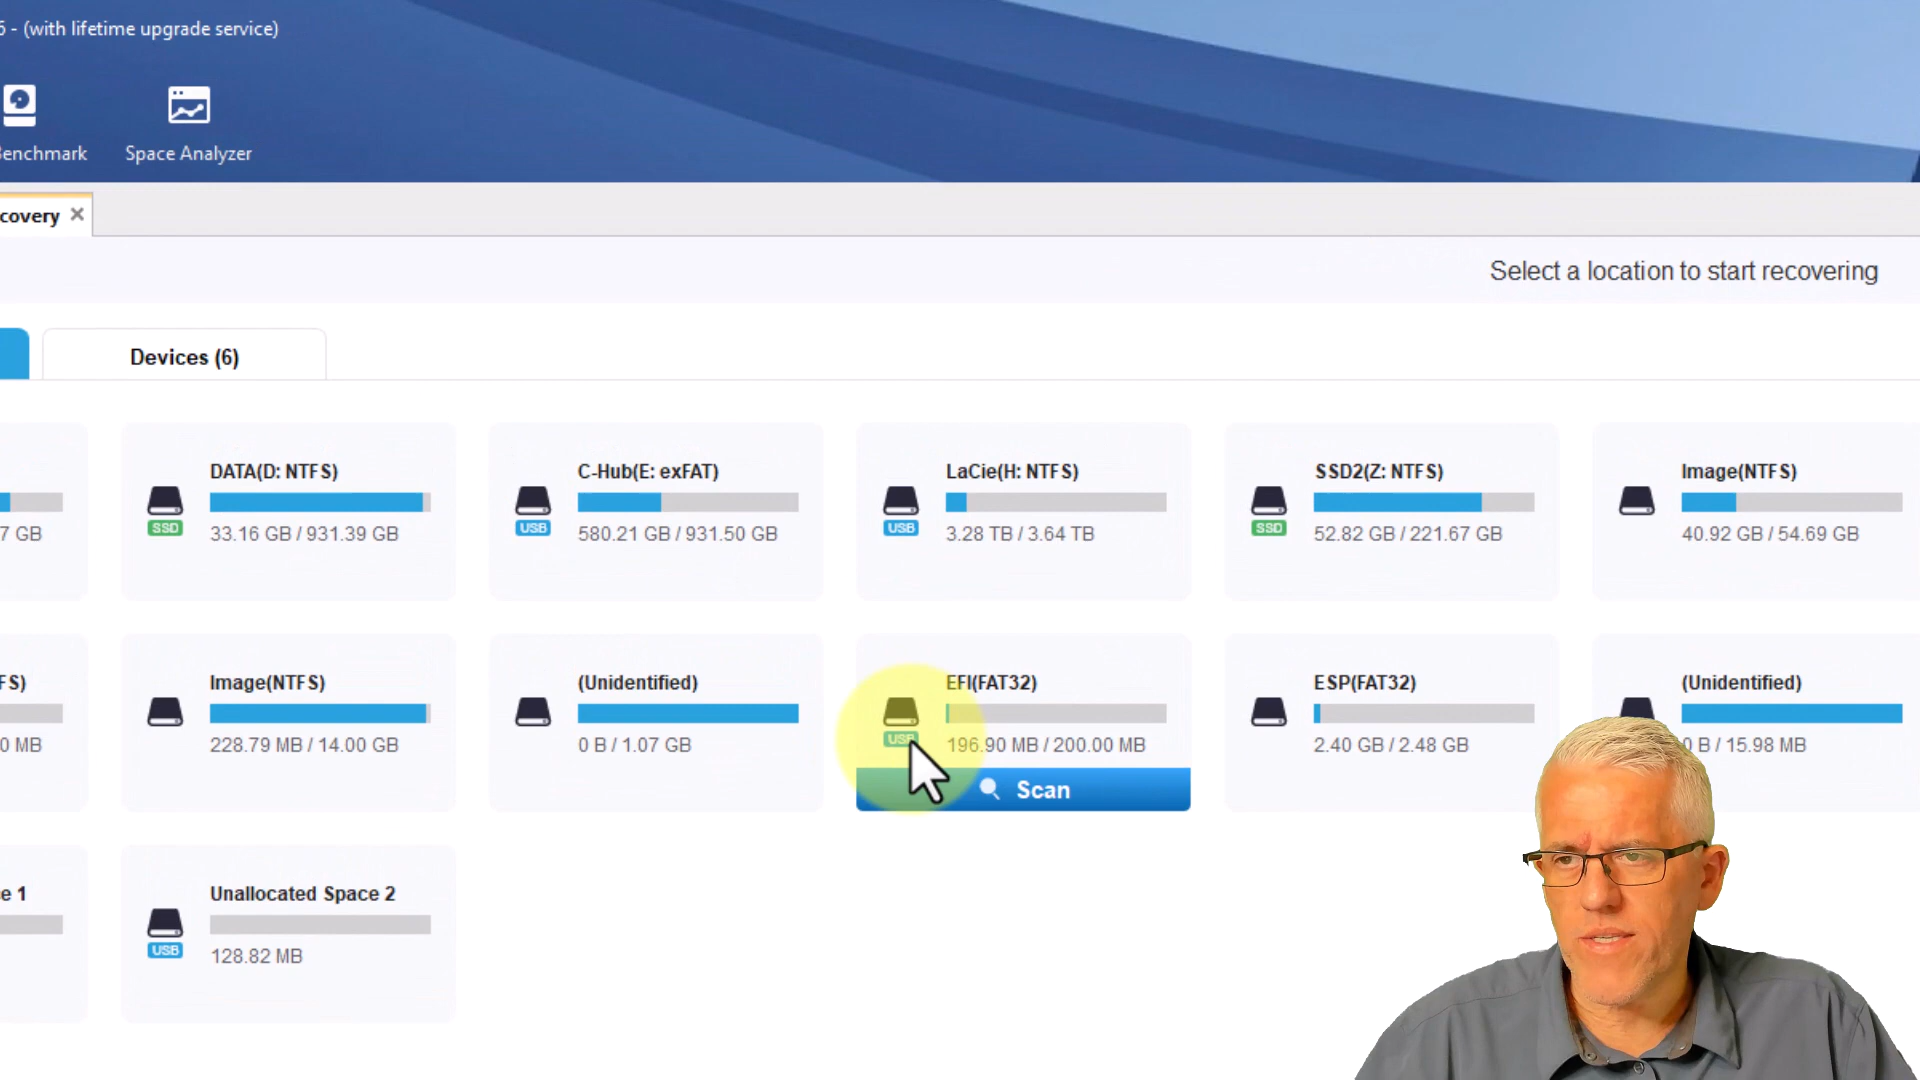 6 - (with lifetime upgrade service)
Benchmark
Space Analyzer
covery
Select a location to start recovering
Devices (6)
DATA(D: NTFS)
C-Hub(E: exFAT)
LaCie(H: NTFS)
SSD2(Z: NTFS)
Image(NTFS)
SSD
USB
USB
SSD
7 GB
33.16 GB / 931.39 GB
580.21 GB / 931.50 GB
3.28 TB / 3.64 TB
52.82 GB / 221.67 GB
40.92 GB / 54.69 GB
FS)
Image(NTFS)
(Unidentified)
EFI(FAT32)
ESP(FAT32)
(Unidentified)
USB
0 MB
228.79 MB / 14.00 GB
0 B / 1.07 GB
196.90 MB / 200.00 MB
2.40 GB / 2.48 GB
0 B / 15.98 MB
Scan
e 1
Unallocated Space 2
USB
128.82 MB